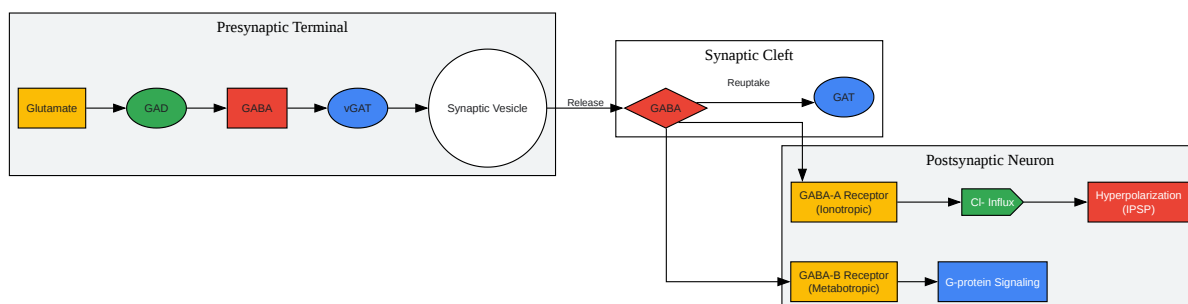 Presynaptic Terminal
Glutamate
GAD
GABA
vGAT
Synaptic Vesicle
Release
Synaptic Cleft
GABA
Reuptake
GAT
Postsynaptic Neuron
GABA-A Receptor
(Ionotropic)
Cl- Influx
Hyperpolarization
(IPSP)
GABA-B Receptor
(Metabotropic)
G-protein Signaling